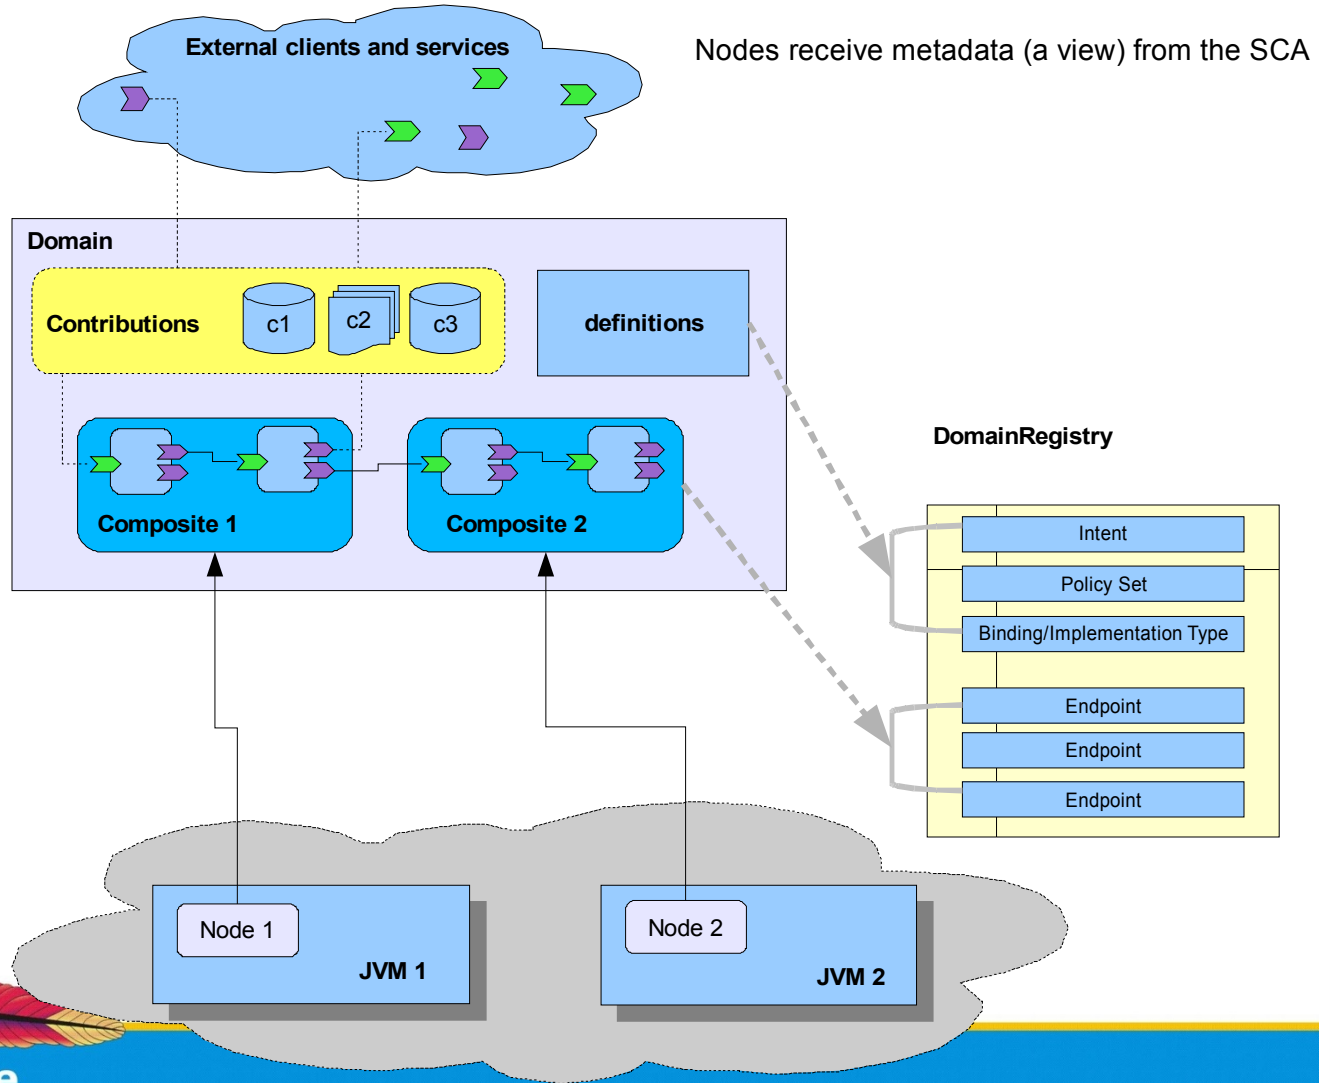 External clients and services
Nodes receive metadata (a view) from the SCA
Domain
Contributions
c1
c2
c3
definitions
Composite 1
Composite 2
DomainRegistry
Intent
Policy Set
Binding/Implementation Type
Endpoint
Endpoint
Endpoint
Node 1
JVM 1
Node 2
JVM 2